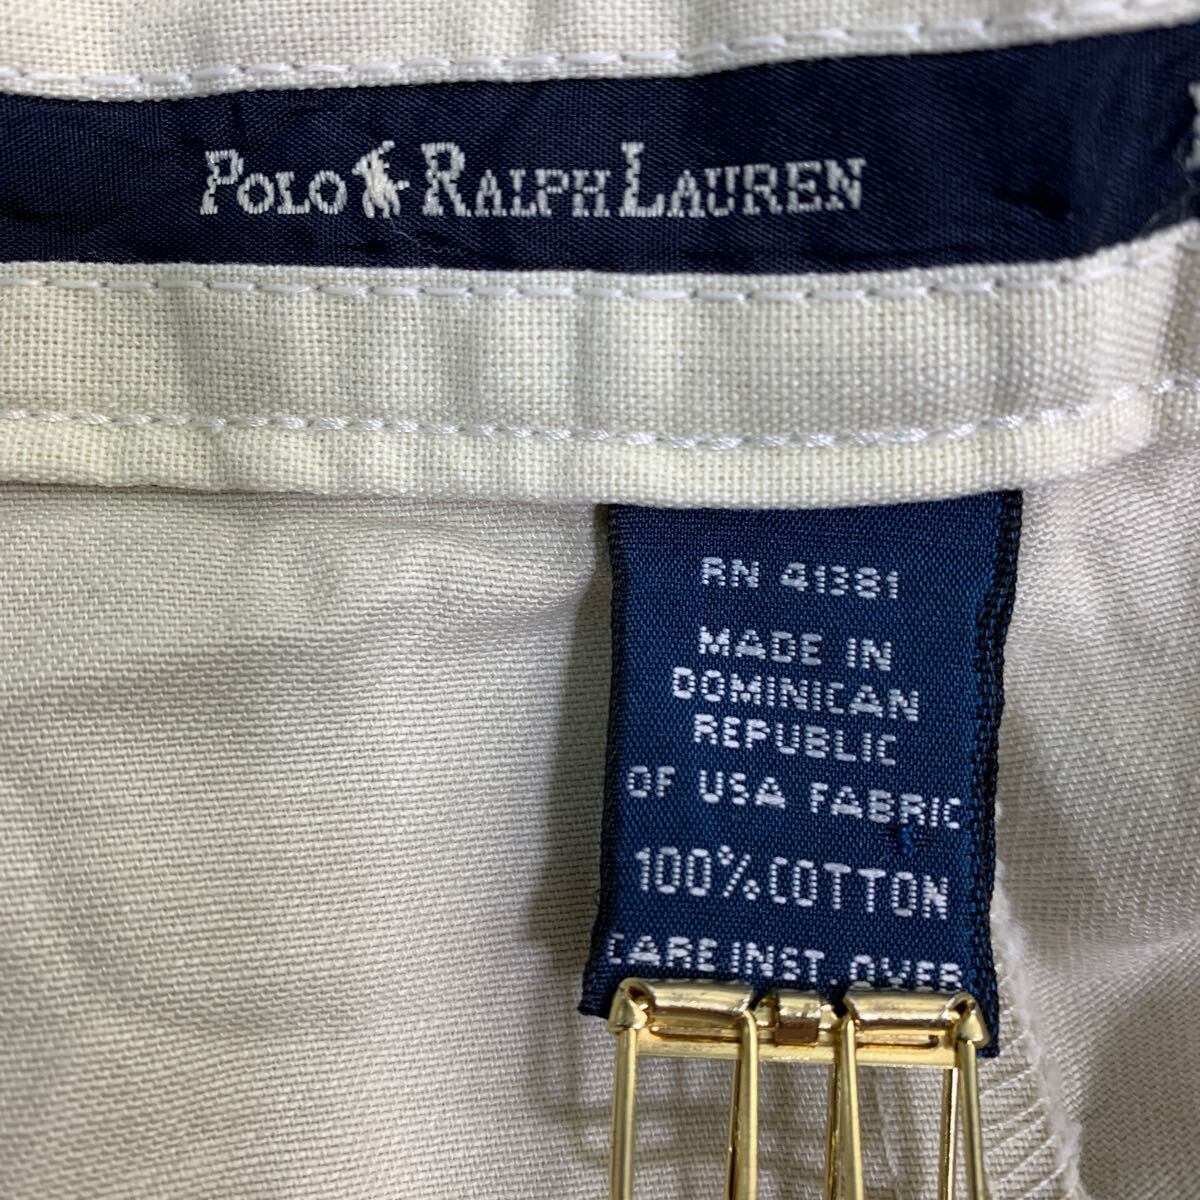 POLO RALPH LAUREN
RN 41381
MADE IN
DOMINICAN
REPUBLIC
OF USA FABRIC
100% COTTON
CARE INST. OVER